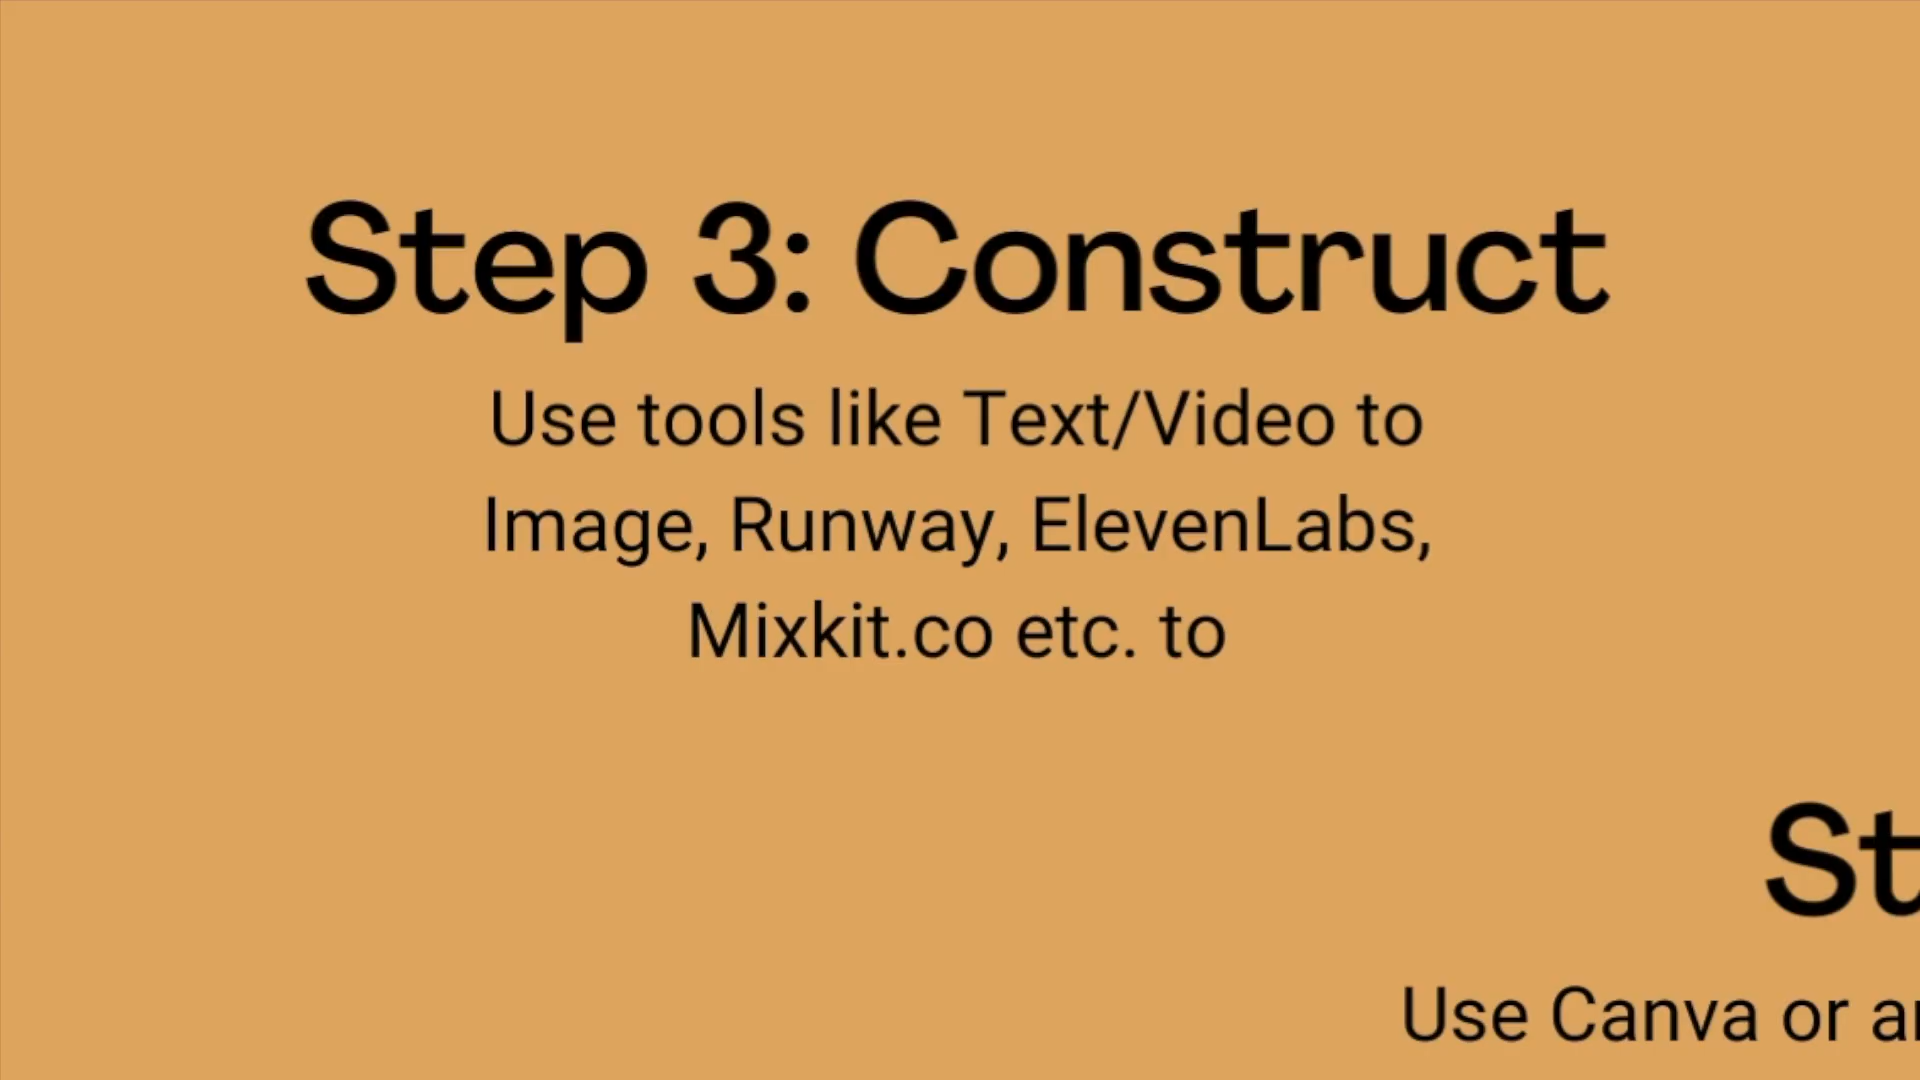 Step 3: Construct
Use tools like Text/Video to
Image, Runway, ElevenLabs,
Mixkit.co etc. to
Use Canva or